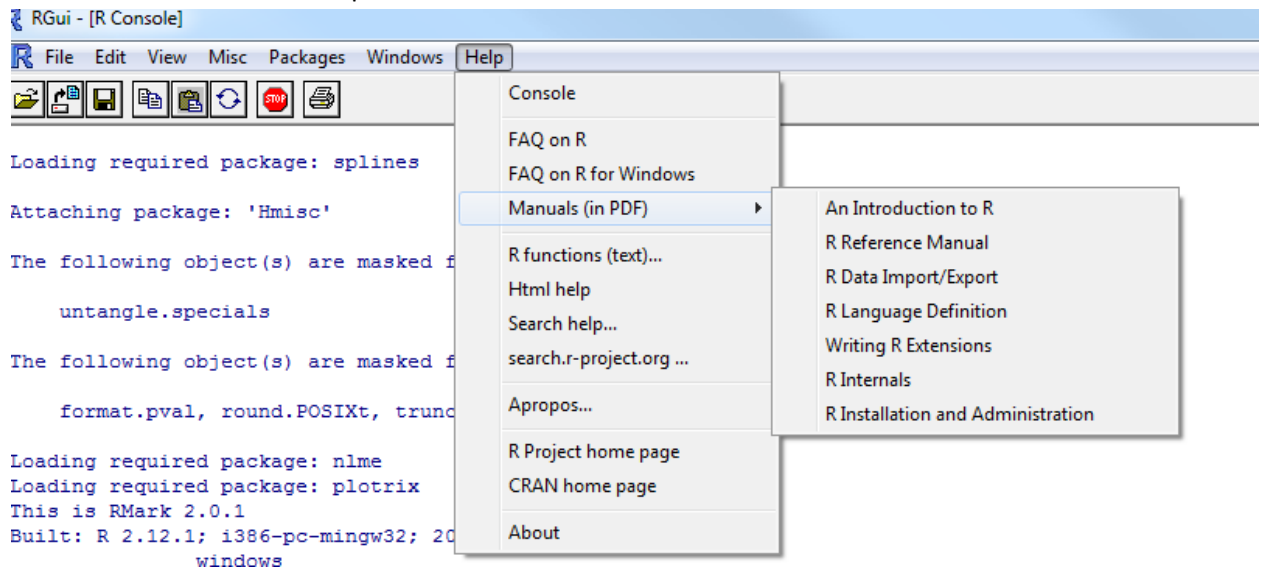 RGui - [R Console]
File Edit View Misc Packages Windows Help
STOP
Loading required package: splines
Attaching package: 'Hmisc'
The following object(s) are masked f
untangle.specials
The following object(s) are masked f
format.pval, round.POSIXt, trunc
Loading required package: nlme
Loading required package: plotrix
This is RMark 2.0.1
Built: R 2.12.1; i386-pc-mingw32; 20
windows
Console
FAQ on R
FAQ on R for Windows
Manuals (in PDF)
R functions (text)...
Html help
Search help...
search.r-project.org ...
Apropos...
R Project home page
CRAN home page
About
An Introduction to R
R Reference Manual
R Data Import/Export
R Language Definition
Writing R Extensions
R Internals
R Installation and Administration